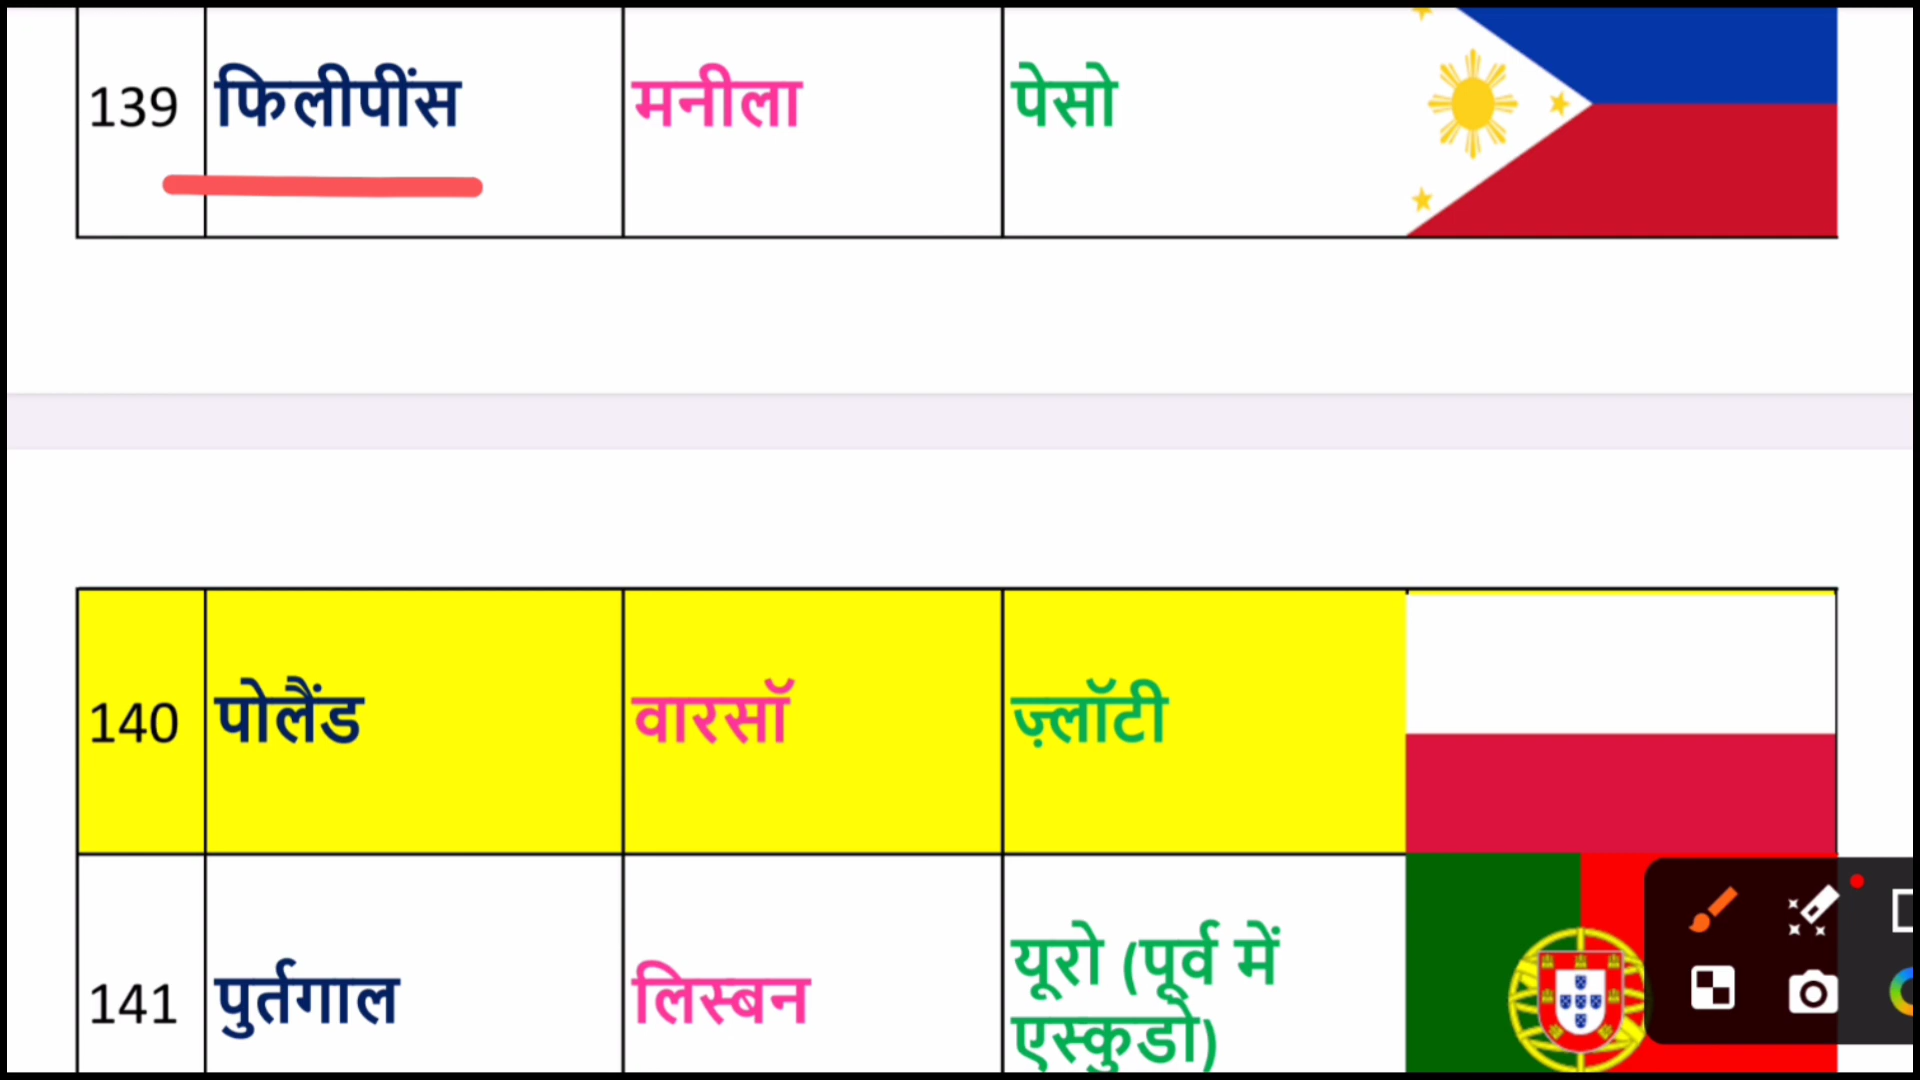 139 फिलीपींस मनीला पेसो
140 पोलैंड वारसॉ ज़्लॉटी
141 पुर्तगाल लिस्बन यूरो (पूर्व में
एस्कुडो)